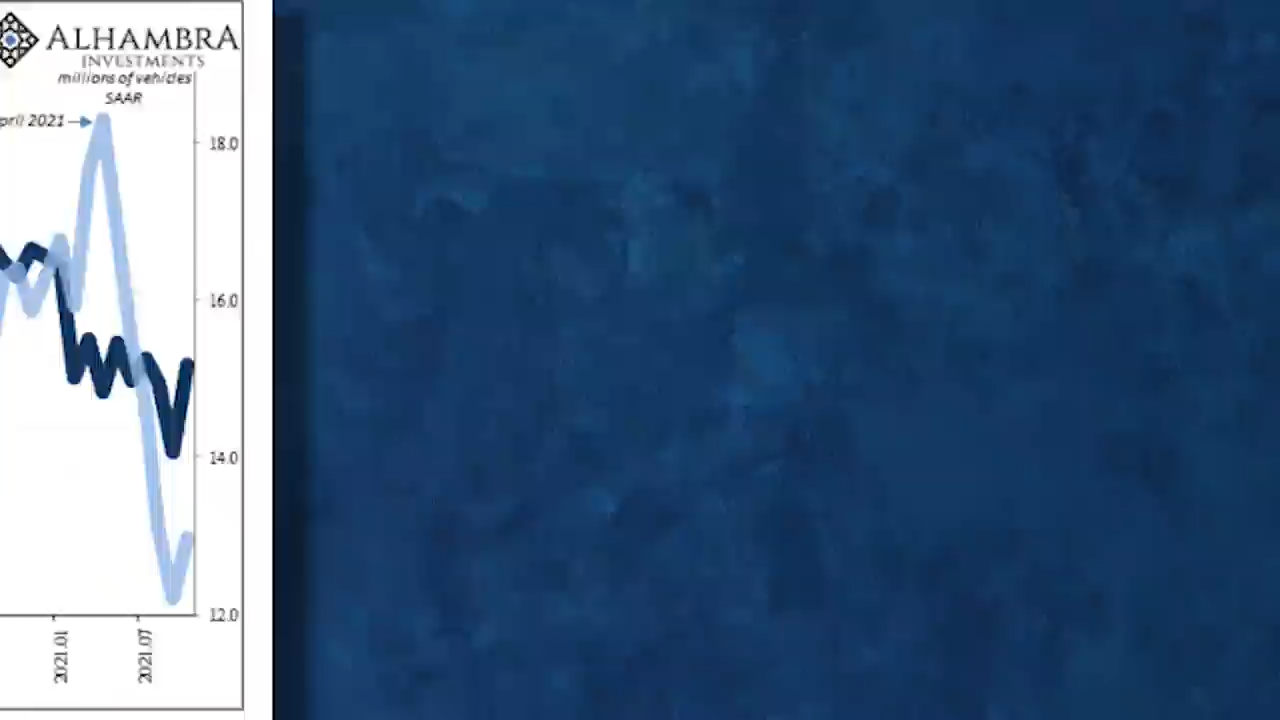 ALHAMBRA
INVESTMENTS
millions of vehicles
SAAR
pril 2021
18.0
16.0
14.0
12.0
2021.01
2021.07